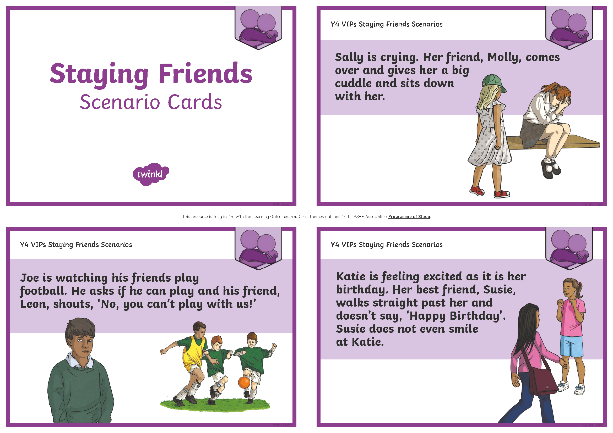 Staying Friends
Scenario Cards
twinkl
Y4 VIPs Staying Friends Scenarios
Sally is crying. Her friend, Molly, comes
over and gives her a big
cuddle and sits down
with her.
Y4 VIPs Staying Friends Scenarios
Joe is watching his friends play
football. He asks if he can play and his friend,
Leon, shouts, ‘No, you can’t play with us!’
Y4 VIPs Staying Friends Scenarios
Katie is feeling excited as it is her
birthday. Her best friend, Susie,
walks straight past her and
doesn’t say, ‘Happy Birthday’.
Susie does not even smile
at Katie.